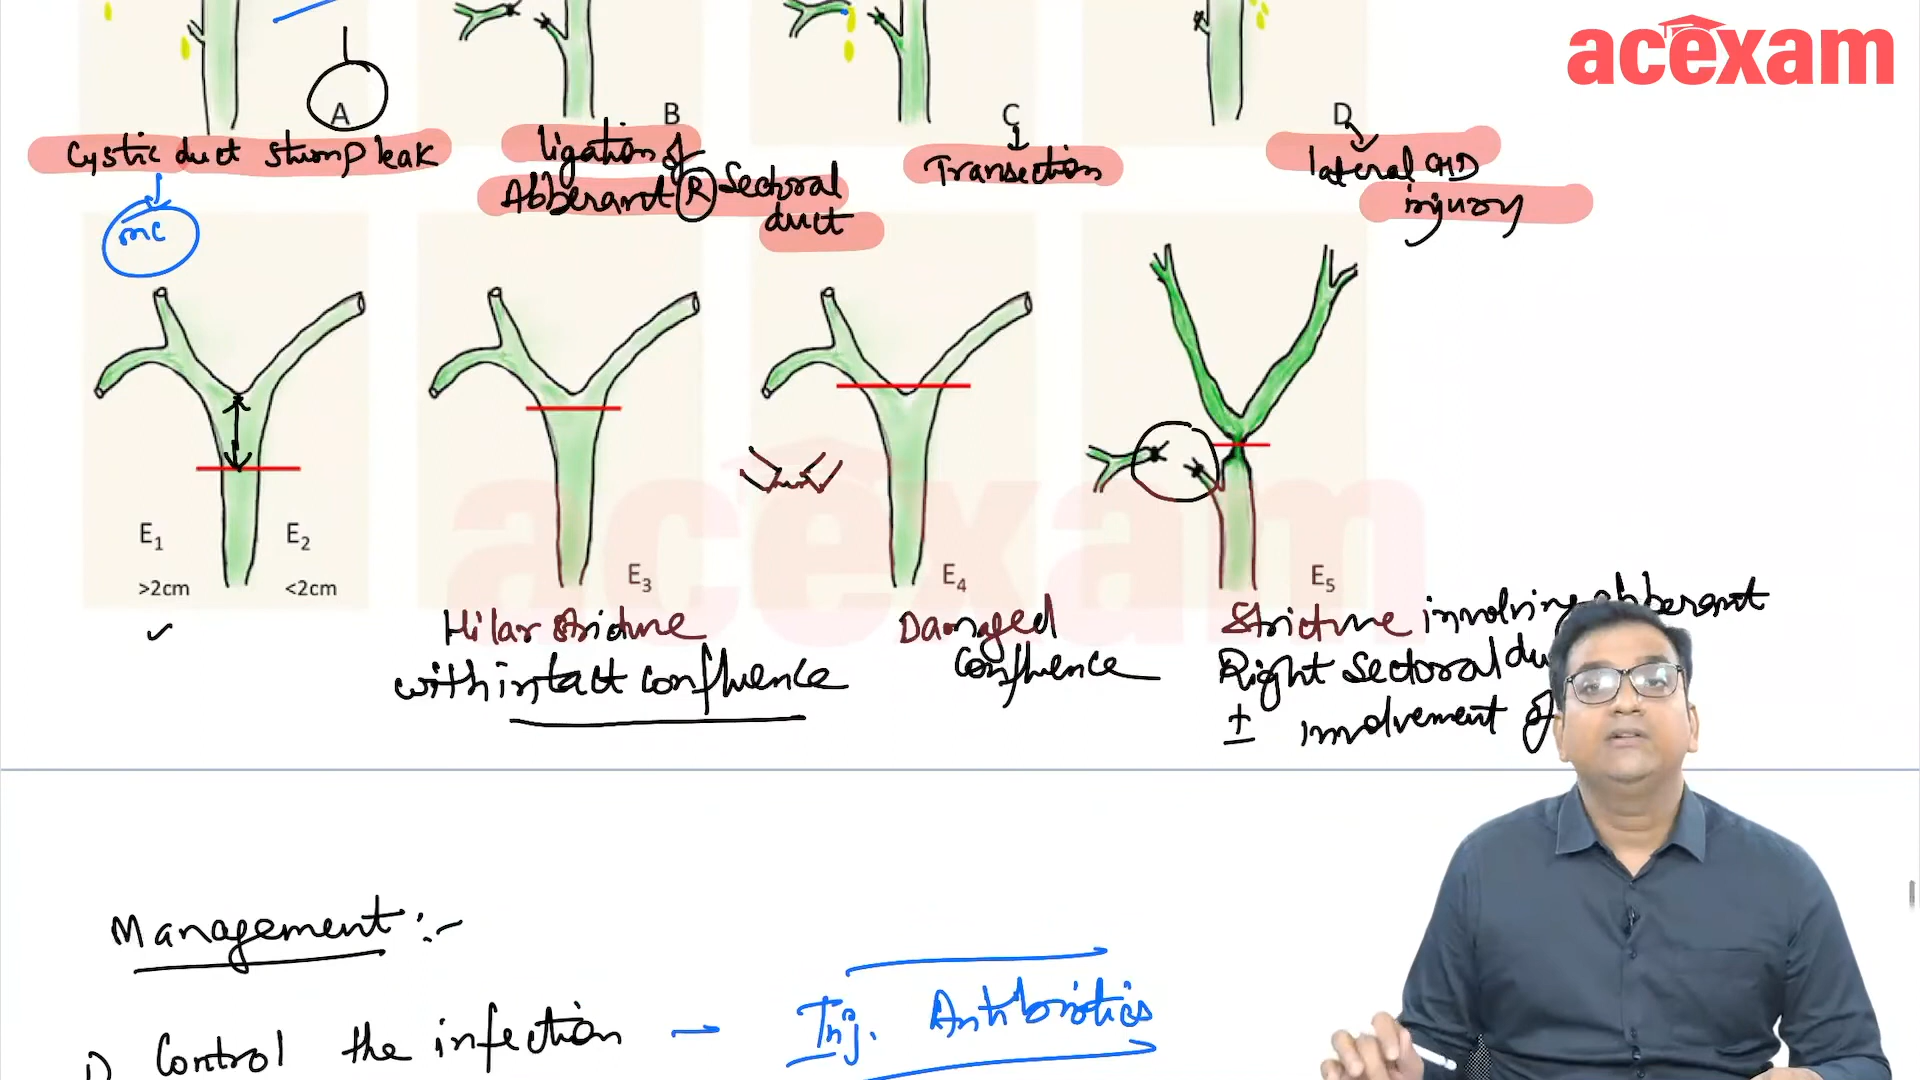 acexam
A
B
C
D
Cystic duct stump leak
mc
ligation of
Abberant R Sectoral
duct
Transection
lateral CHD
injury
E1
>2cm
E2
<2cm
E3
E4
E5
Hilar stricture
with intact confluence
Damaged
Confluence
Stricture involving abberant
Right Sectoral du
± involvement of
acexam
Management :-
1) Control the infection — Inj. Antibiotics